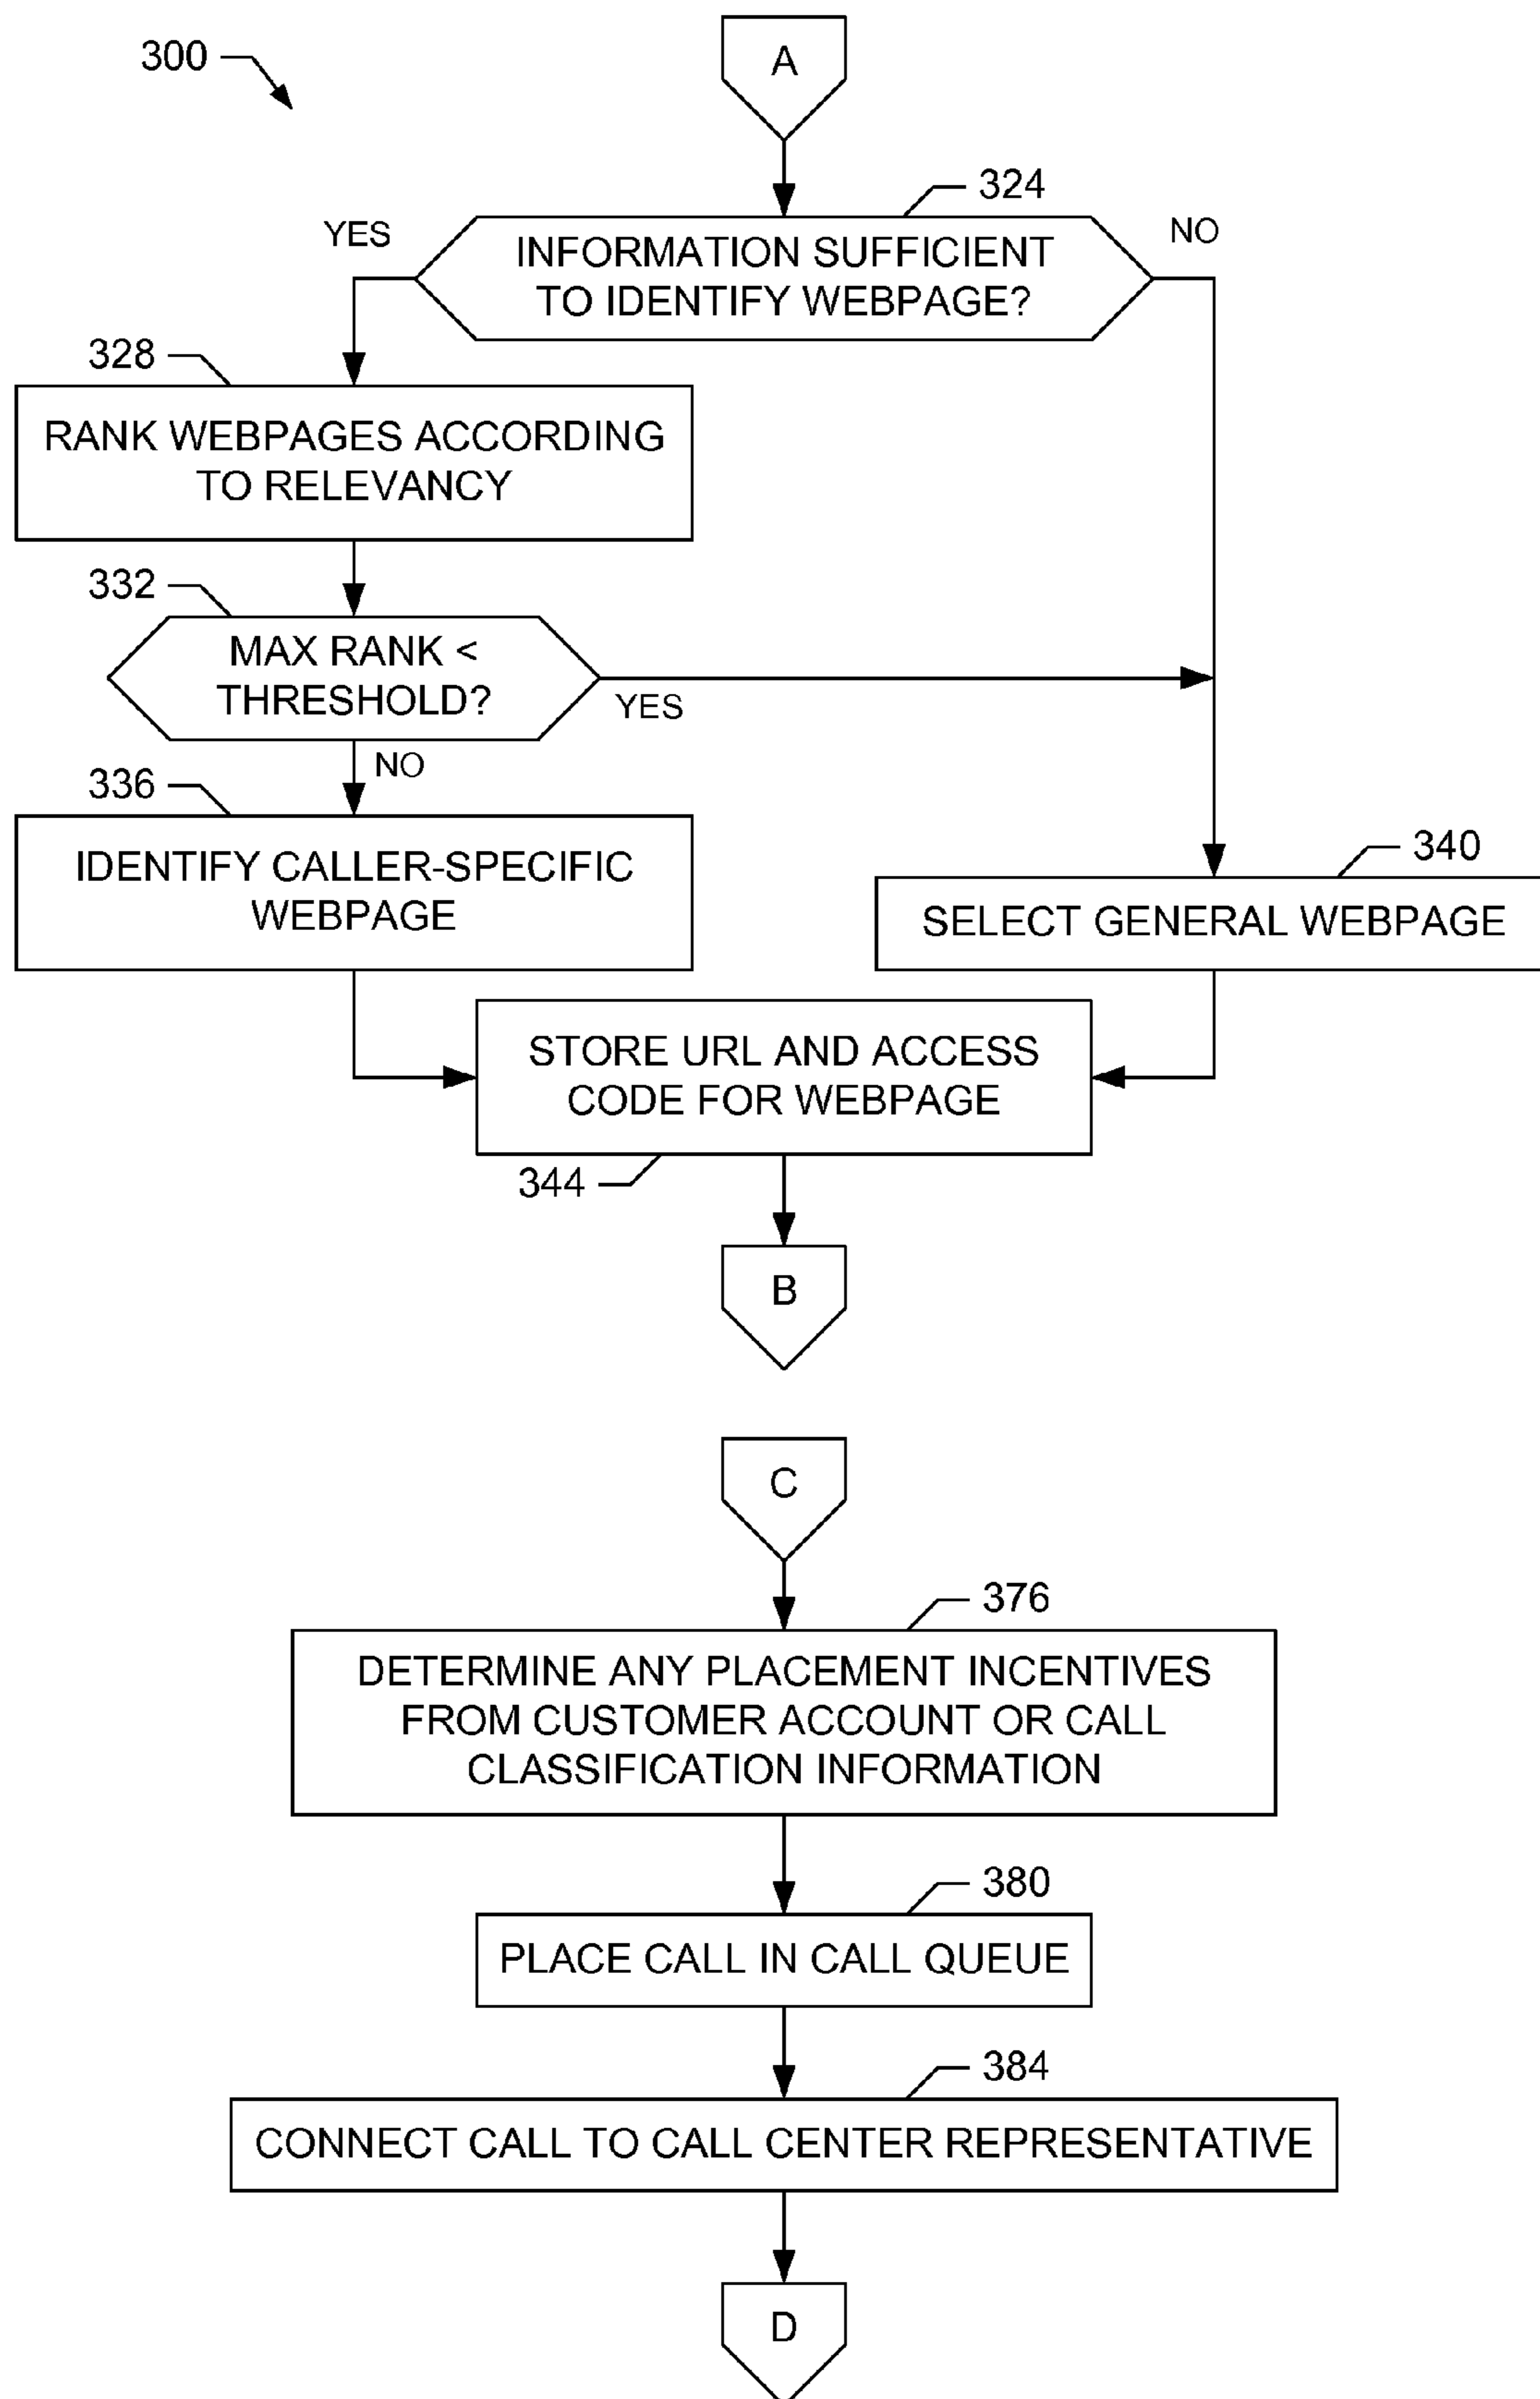 300
A
324
YES
INFORMATION SUFFICIENT
TO IDENTIFY WEBPAGE?
NO
328
RANK WEBPAGES ACCORDING
TO RELEVANCY
332
MAX RANK <
THRESHOLD?
YES
NO
336
IDENTIFY CALLER-SPECIFIC
WEBPAGE
340
SELECT GENERAL WEBPAGE
STORE URL AND ACCESS
CODE FOR WEBPAGE
344
B
C
376
DETERMINE ANY PLACEMENT INCENTIVES
FROM CUSTOMER ACCOUNT OR CALL
CLASSIFICATION INFORMATION
380
PLACE CALL IN CALL QUEUE
384
CONNECT CALL TO CALL CENTER REPRESENTATIVE
D